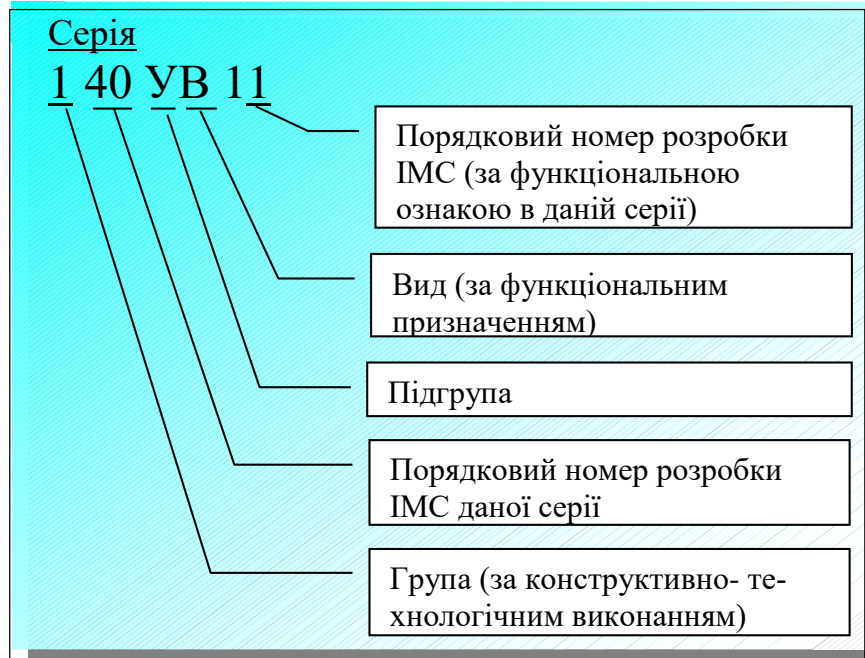 Серія
1 40 УВ 11
Порядковий номер розробки
ІМС (за функціональною
ознакою в даній серії)
Вид (за функціональним
призначенням)
Підгрупа
Порядковий номер розробки
ІМС даної серії
Група (за конструктивно- те-
хнологічним виконанням)